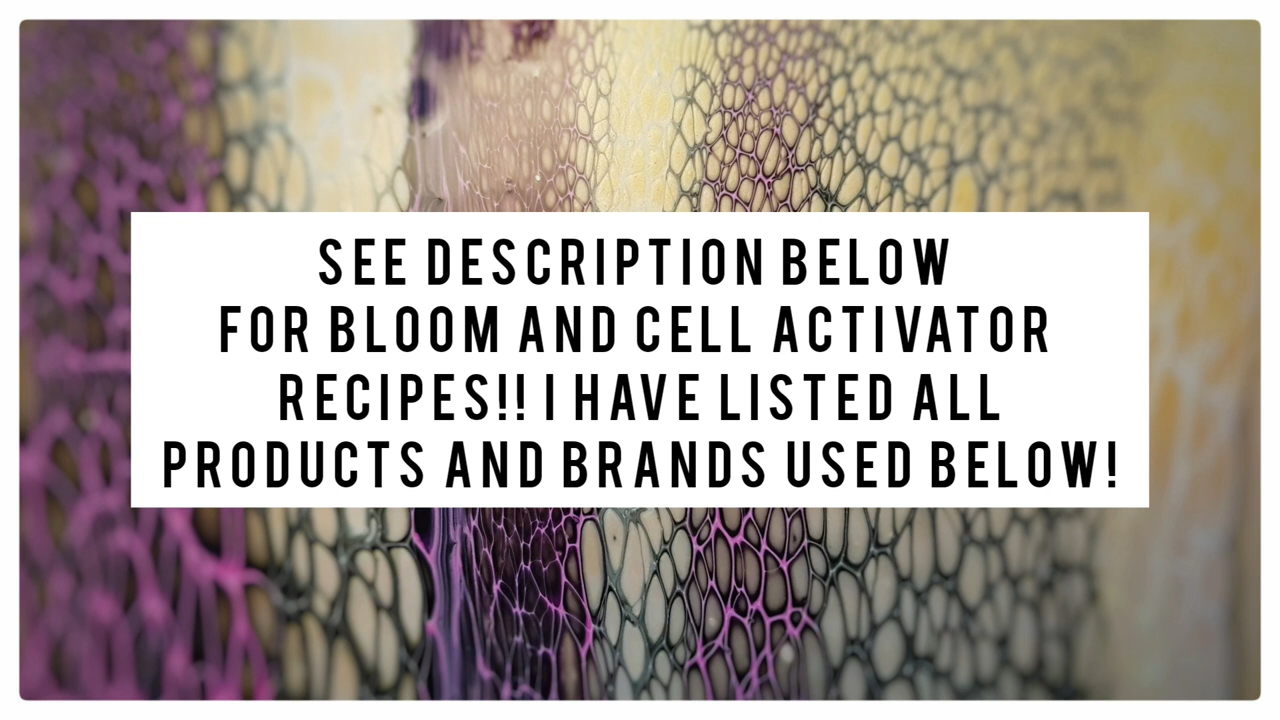 SEE DESCRIPTION BELOW
FOR BLOOM AND CELL ACTIVATOR
RECIPES!! I HAVE LISTED ALL
PRODUCTS AND BRANDS USED BELOW!